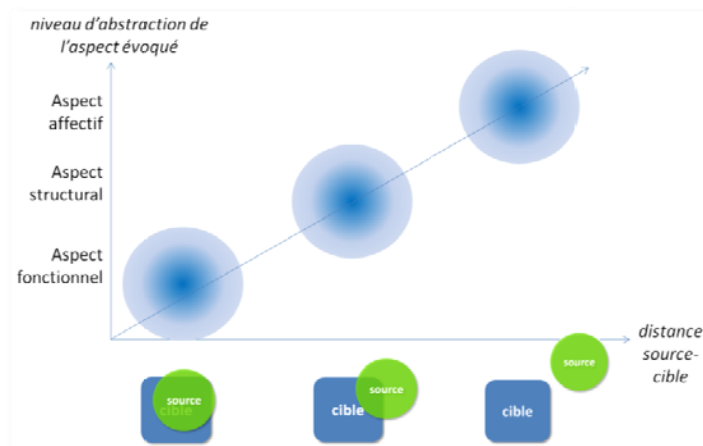 niveau d'abstraction de
l'aspect évoqué
Aspect
affectif
Aspect
structural
Aspect
fonctionnel
distance
source-
cible
source
cible
source
cible
source
cible